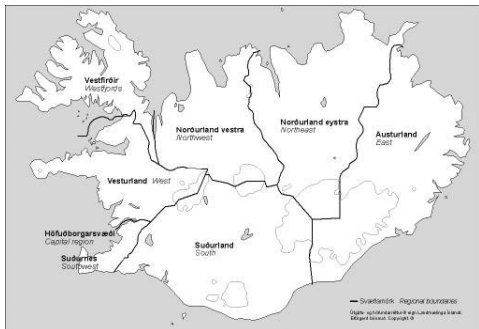 Vestfirðir
Westfjords
Norðurland vestra
Northwest
Norðurland eystra
Northeast
Austurland
East
Vesturland West
Höfuðborgarsvæði
Capital region
Suðurnes
Southwest
Suðurland
South
Svæðamörk Regional boundaries